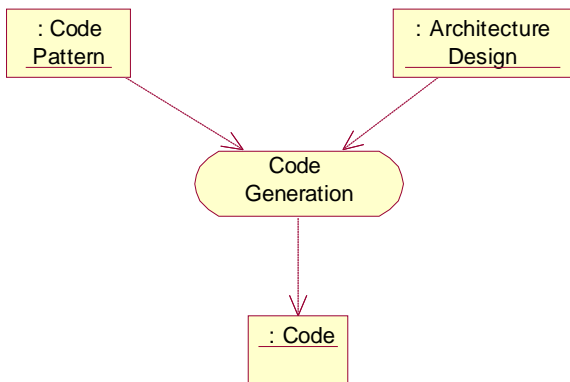 : Code
Pattern
: Architecture
Design
Code
Generation
: Code